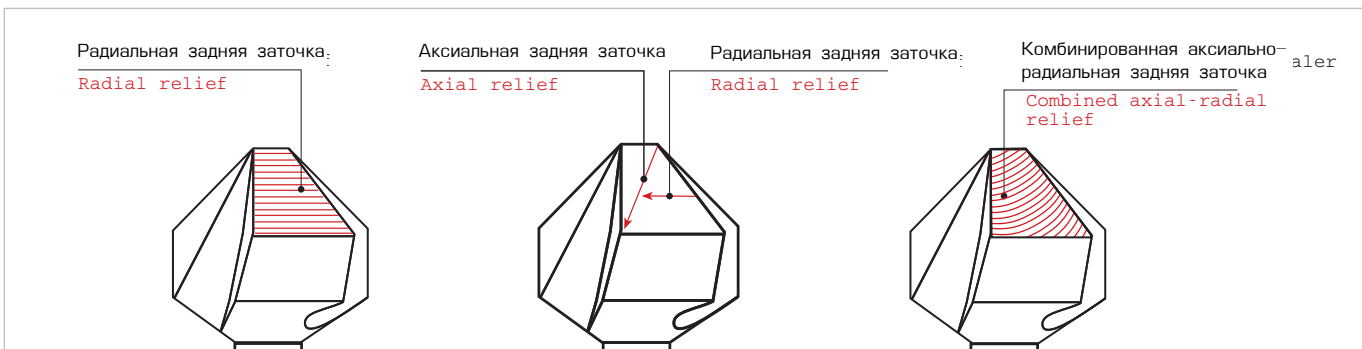 Радиальная задняя заточка:
Radial relief
Аксиальная задняя заточка
Axial relief
Радиальная задняя заточка:
Radial relief
Комбинированная аксиально-
радиальная задняя заточка
Combined axial-radial
relief
aler